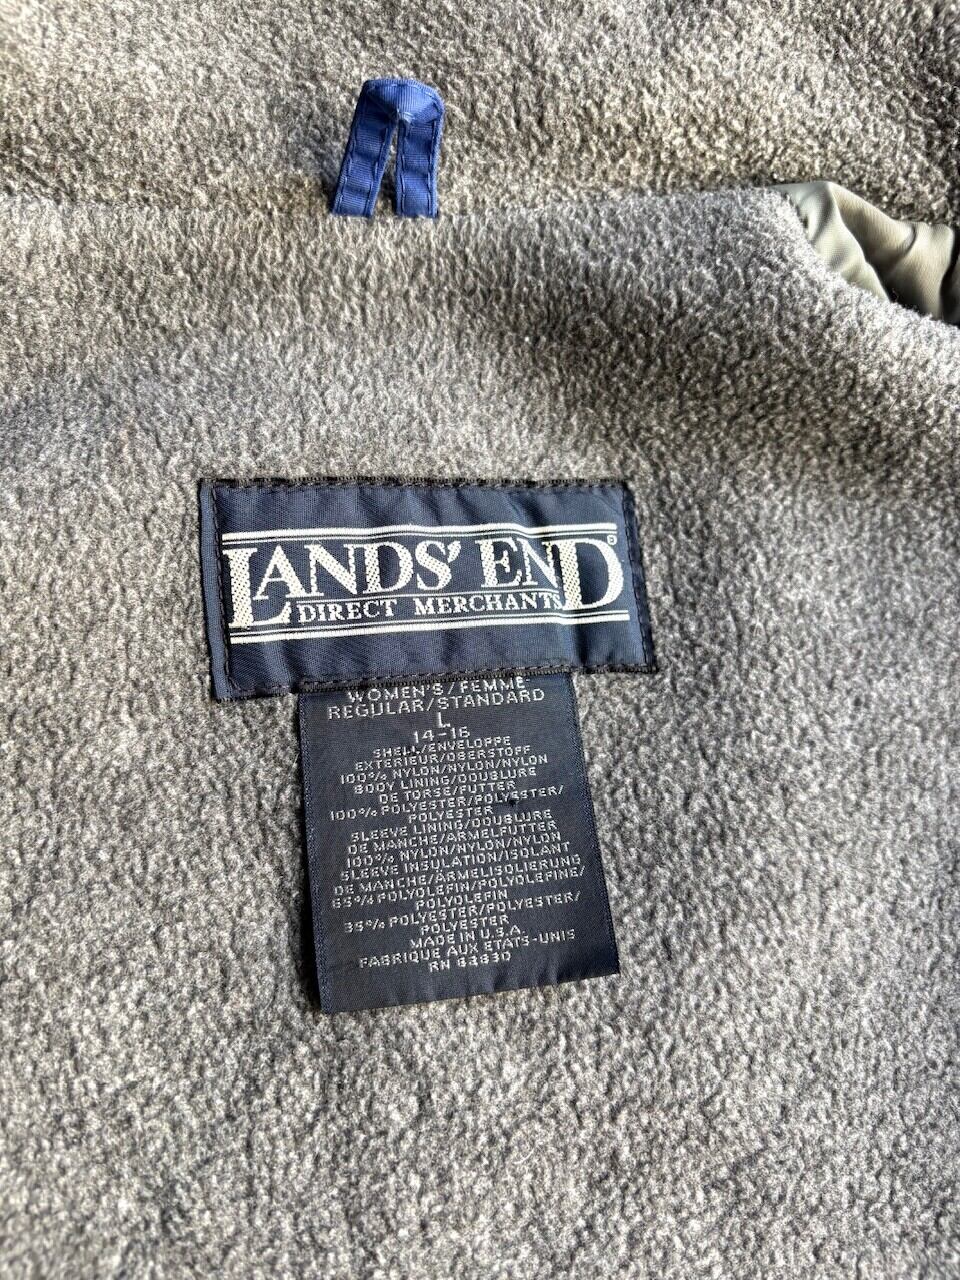 LANDS' END
DIRECT MERCHANTS
WOMEN'S/FEMME
REGULAR/STANDARD
L
14-16
SHELL/ENVELOPPE
EXTERIEUR/OBERSTOFF
100% NYLON/NYLON/NYLON
BODY LINING/DOUBLURE
DE TORSE/FUTTER
100% POLYESTER/POLYESTER/
POLYESTER
SLEEVE LINING/DOUBLURE
DE MANCHE/ÄRMELFUTTER
100% NYLON/NYLON/NYLON
SLEEVE INSULATION/ISOLANT
DE MANCHE/ÄRMELISOLIERUNG
65% POLYOLEFIN/POLYOLEFINE/
POLYOLEFIN
35% POLYESTER/POLYESTER/
POLYESTER
MADE IN U.S.A.
FABRIQUE AUX ETATS-UNIS
RN